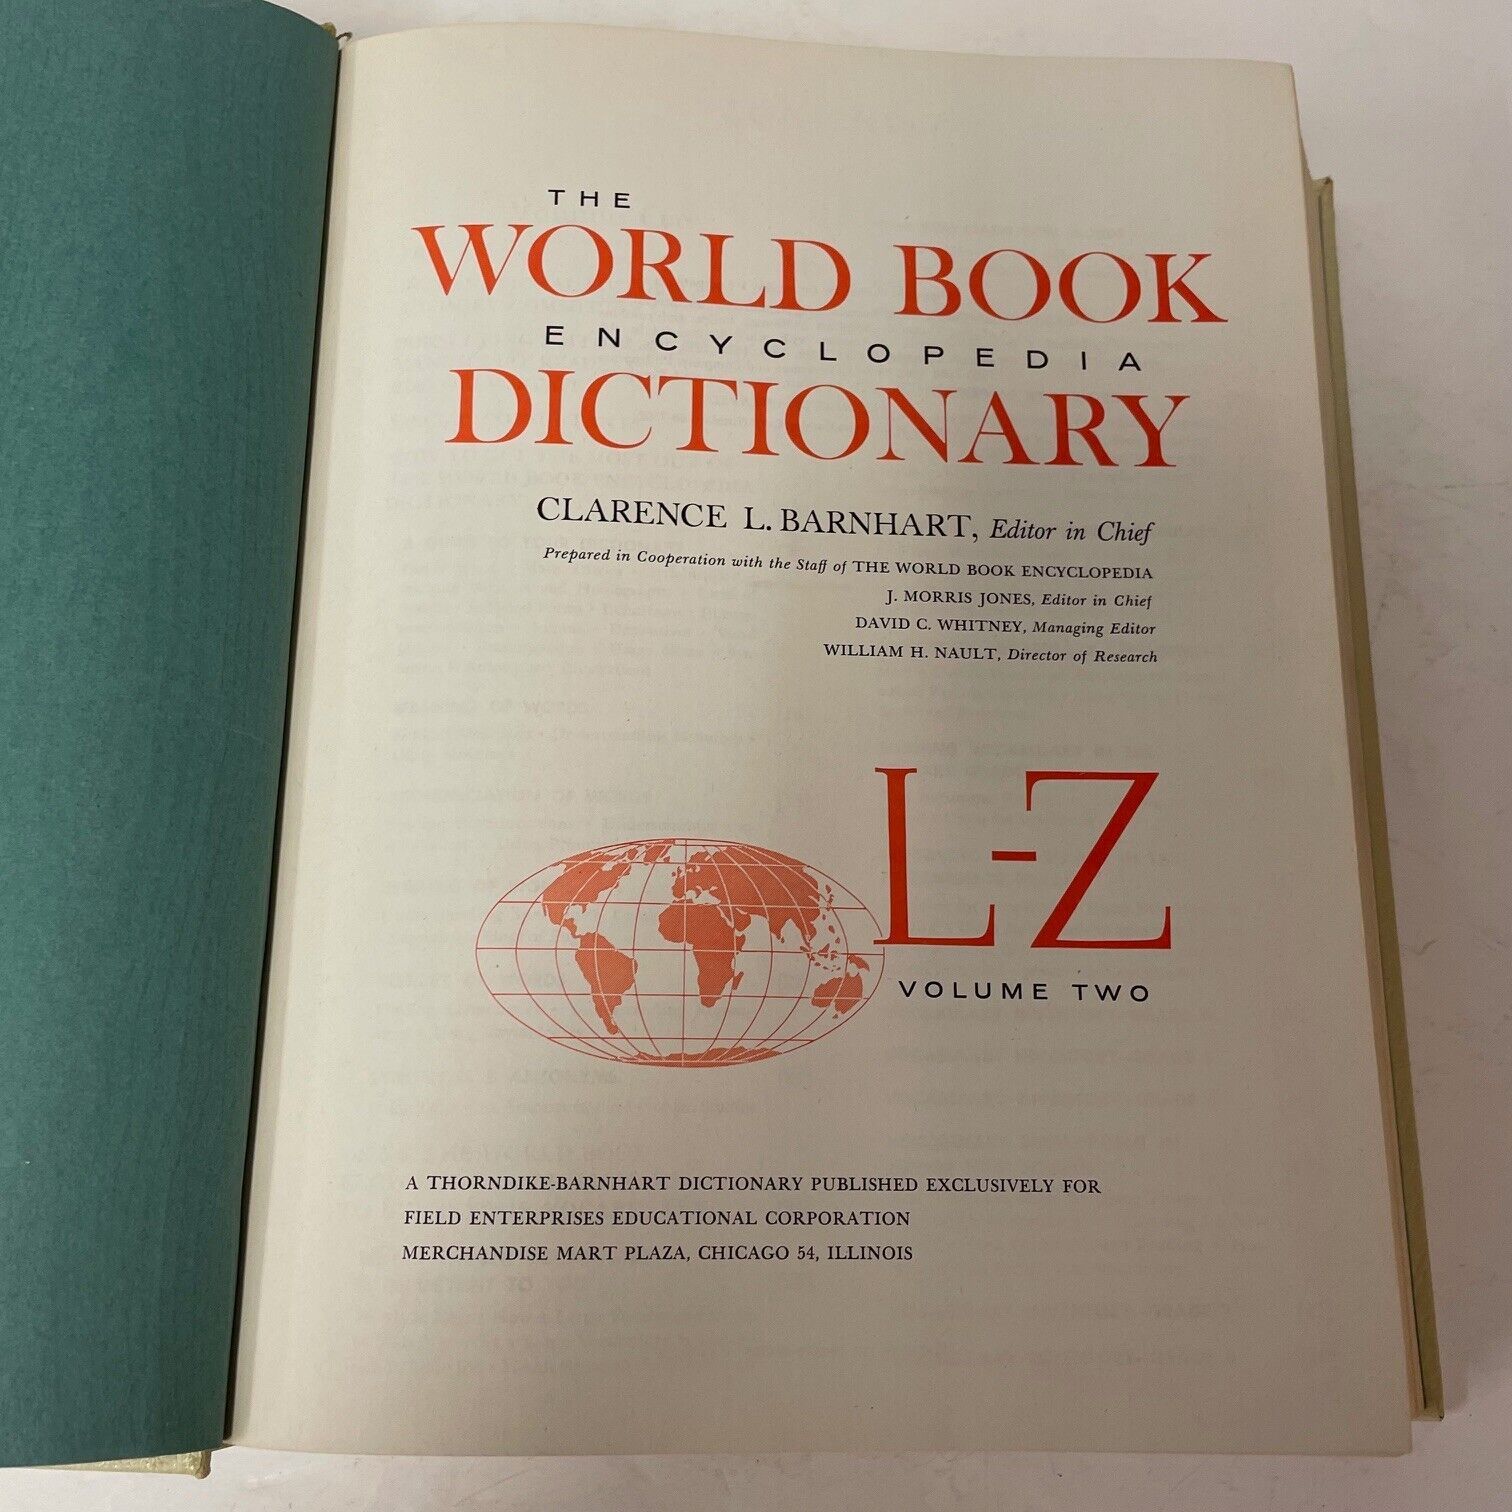 THE
WORLD BOOK
ENCYCLOPEDIA
DICTIONARY
CLARENCE L. BARNHART, Editor in Chief
Prepared in Cooperation with the Staff of THE WORLD BOOK ENCYCLOPEDIA
J. MORRIS JONES, Editor in Chief
DAVID C. WHITNEY, Managing Editor
WILLIAM H. NAULT, Director of Research
L-Z
VOLUME TWO
A THORNDIKE-BARNHART DICTIONARY PUBLISHED EXCLUSIVELY FOR
FIELD ENTERPRISES EDUCATIONAL CORPORATION
MERCHANDISE MART PLAZA, CHICAGO 54, ILLINOIS